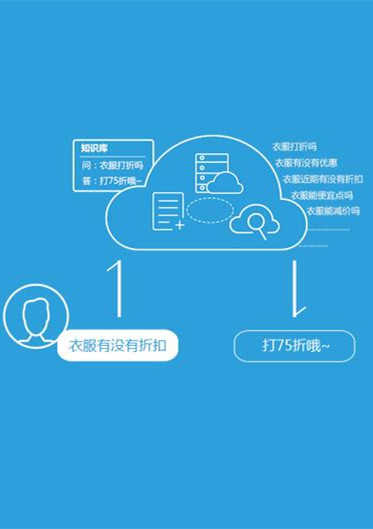 知识库
问：衣服打折吗
答：打75折哦~
衣服打折吗
衣服有没有优惠
衣服近期有没有折扣
衣服能便宜点吗
衣服能减价吗
....................
..............
衣服有没有折扣
打75折哦~